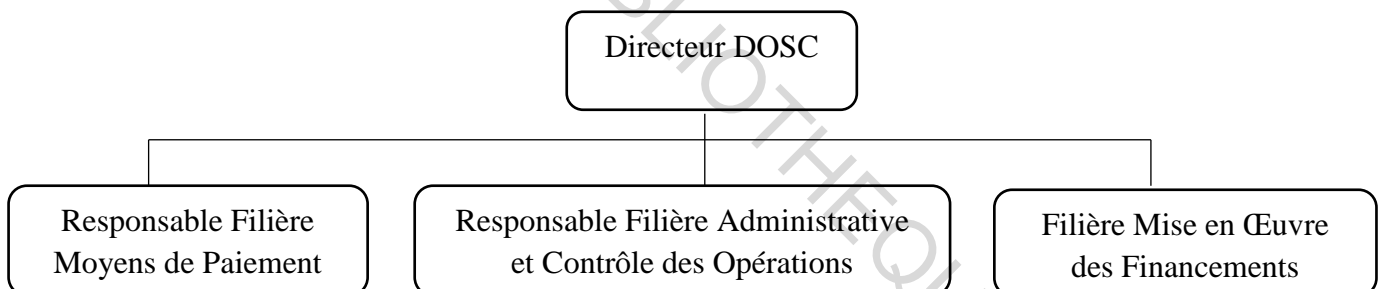 Directeur DOSC
Responsable Filière
Moyens de Paiement
Responsable Filière Administrative
et Contrôle des Opérations
Filière Mise en Œuvre
des Financements